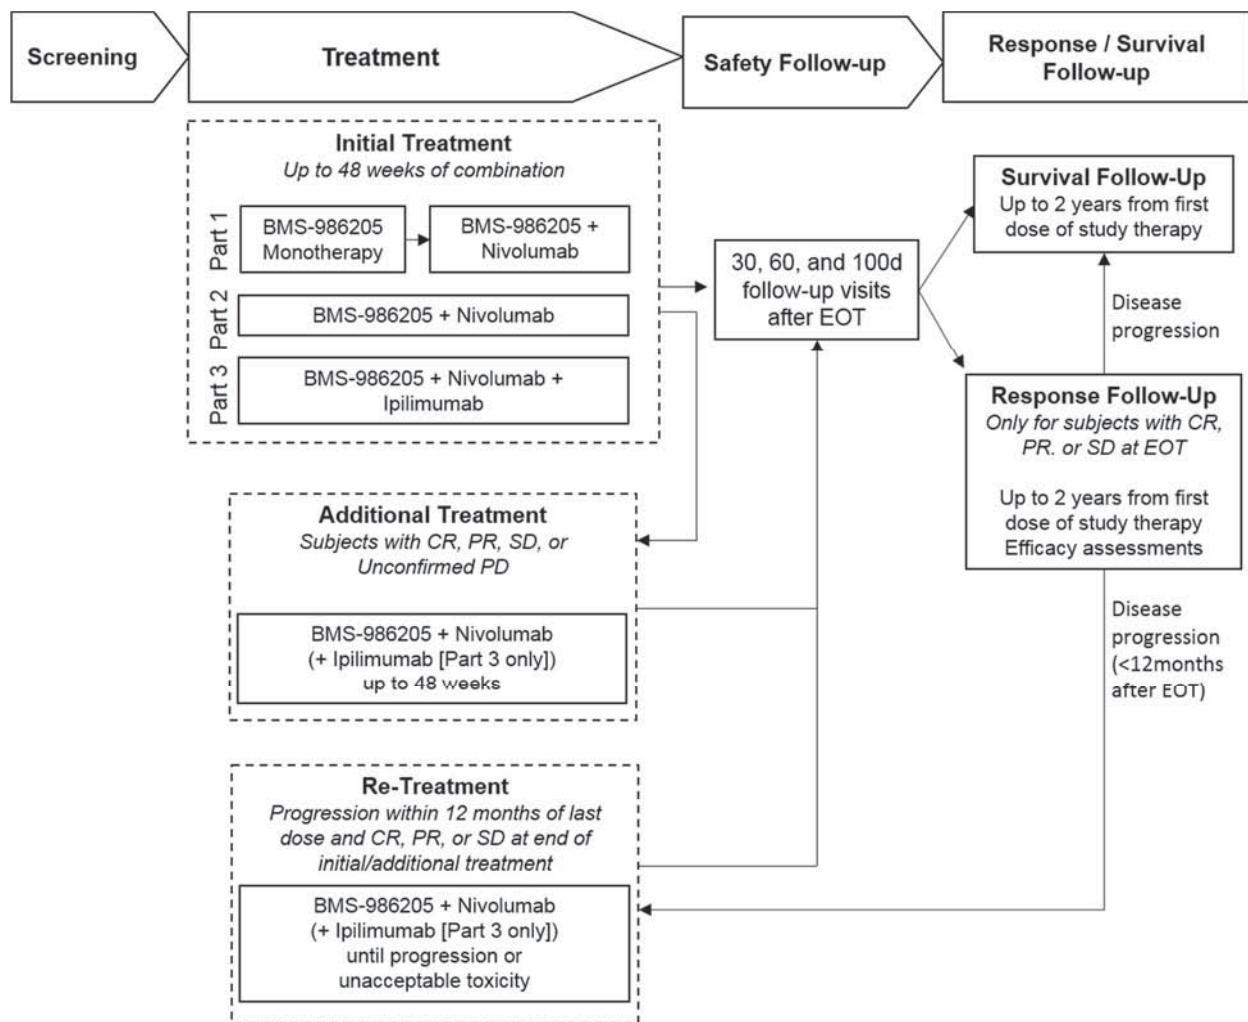 Screening
Treatment
Safety Follow-up
Response / Survival
Follow-up
Initial Treatment
Up to 48 weeks of combination
Part 1
BMS-986205
Monotherapy
BMS-986205 +
Nivolumab
Part 2
BMS-986205 + Nivolumab
Part 3
BMS-986205 + Nivolumab +
Ipilimumab
30, 60, and 100d
follow-up visits
after EOT
Survival Follow-Up
Up to 2 years from first
dose of study therapy
Disease
progression
Response Follow-Up
Only for subjects with CR,
PR. or SD at EOT
Up to 2 years from first
dose of study therapy
Efficacy assessments
Disease
progression
(<12months
after EOT)
Additional Treatment
Subjects with CR, PR, SD, or
Unconfirmed PD
BMS-986205 + Nivolumab
(+ Ipilimumab [Part 3 only])
up to 48 weeks
Re-Treatment
Progression within 12 months of last
dose and CR, PR, or SD at end of
initial/additional treatment
BMS-986205 + Nivolumab
(+ Ipilimumab [Part 3 only])
until progression or
unacceptable toxicity